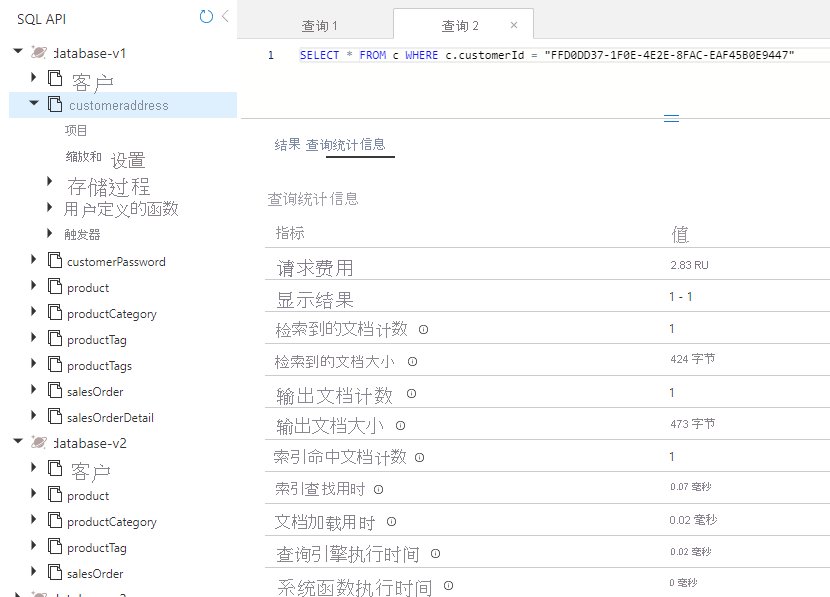 SQL API
database-v1
客户
customeraddress
项目
缩放和 设置
存储过程
用户定义的函数
触发器
customerPassword
product
productCategory
productTag
productTags
salesOrder
salesOrderDetail
database-v2
客户
product
productCategory
productTag
salesOrder
查询 1
查询 2
1 SELECT * FROM c WHERE c.customerId = "FFD0DD37-1F0E-4E2E-8FAC-EAF45B0E9447"
结果 查询统计信息
查询统计信息
指标 值
请求费用 2.83 RU
显示结果 1 - 1
检索到的文档计数 1
检索到的文档大小 424 字节
输出文档计数 1
输出文档大小 473 字节
索引命中文档计数 1
索引查找用时 0.07 毫秒
文档加载用时 0.02 毫秒
查询引擎执行时间 0.02 毫秒
系统函数执行时间 0 毫秒